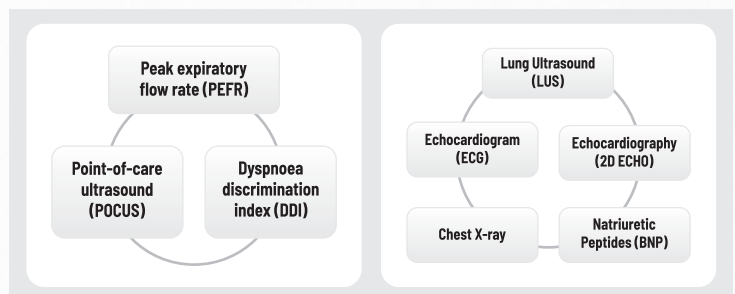 Peak expiratory
flow rate (PEFR)
Point-of-care
ultrasound
(POCUS)
Dyspnoea
discrimination
index (DDI)
Lung Ultrasound
(LUS)
Echocardiogram
(ECG)
Echocardiography
(2D ECHO)
Chest X-ray
Natriuretic
Peptides (BNP)